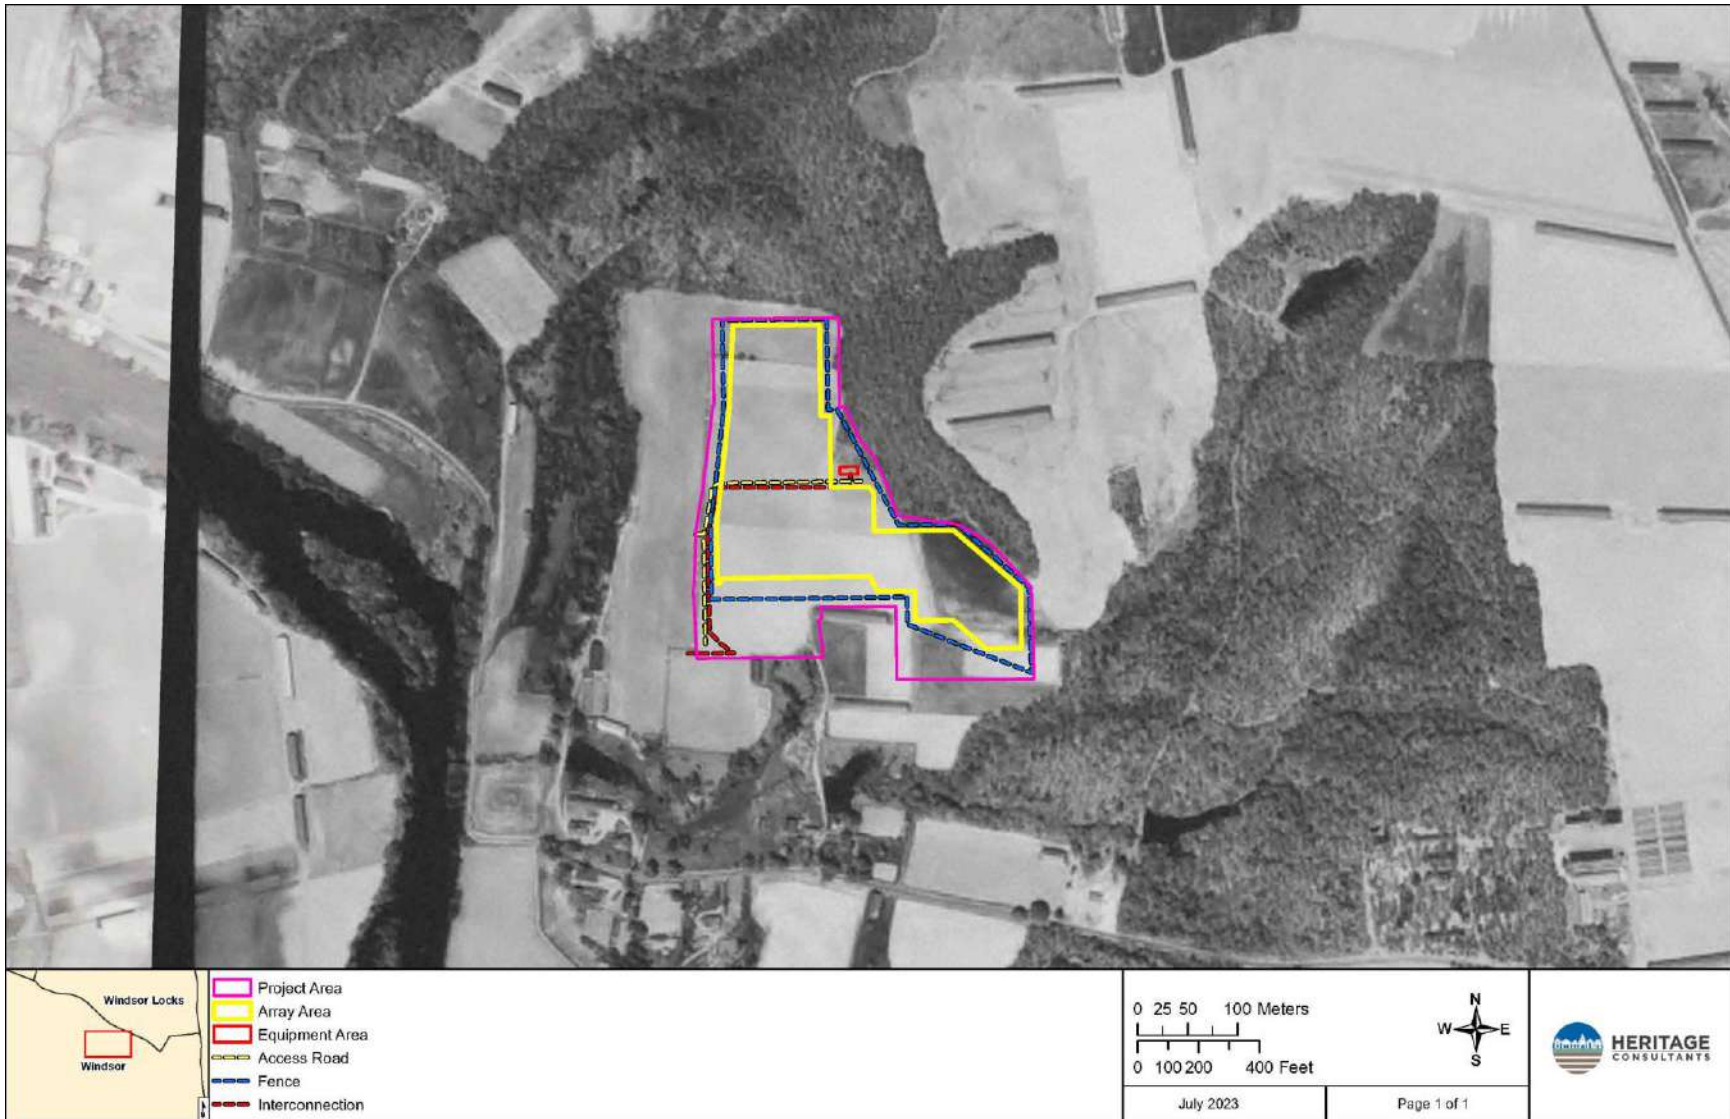 Windsor Locks
Windsor
Project Area
Array Area
Equipment Area
Access Road
Fence
Interconnection
0 25 50 100 Meters
0 100 200 400 Feet
N
W E
S
July 2023
Page 1 of 1
HERITAGE
CONSULTANTS